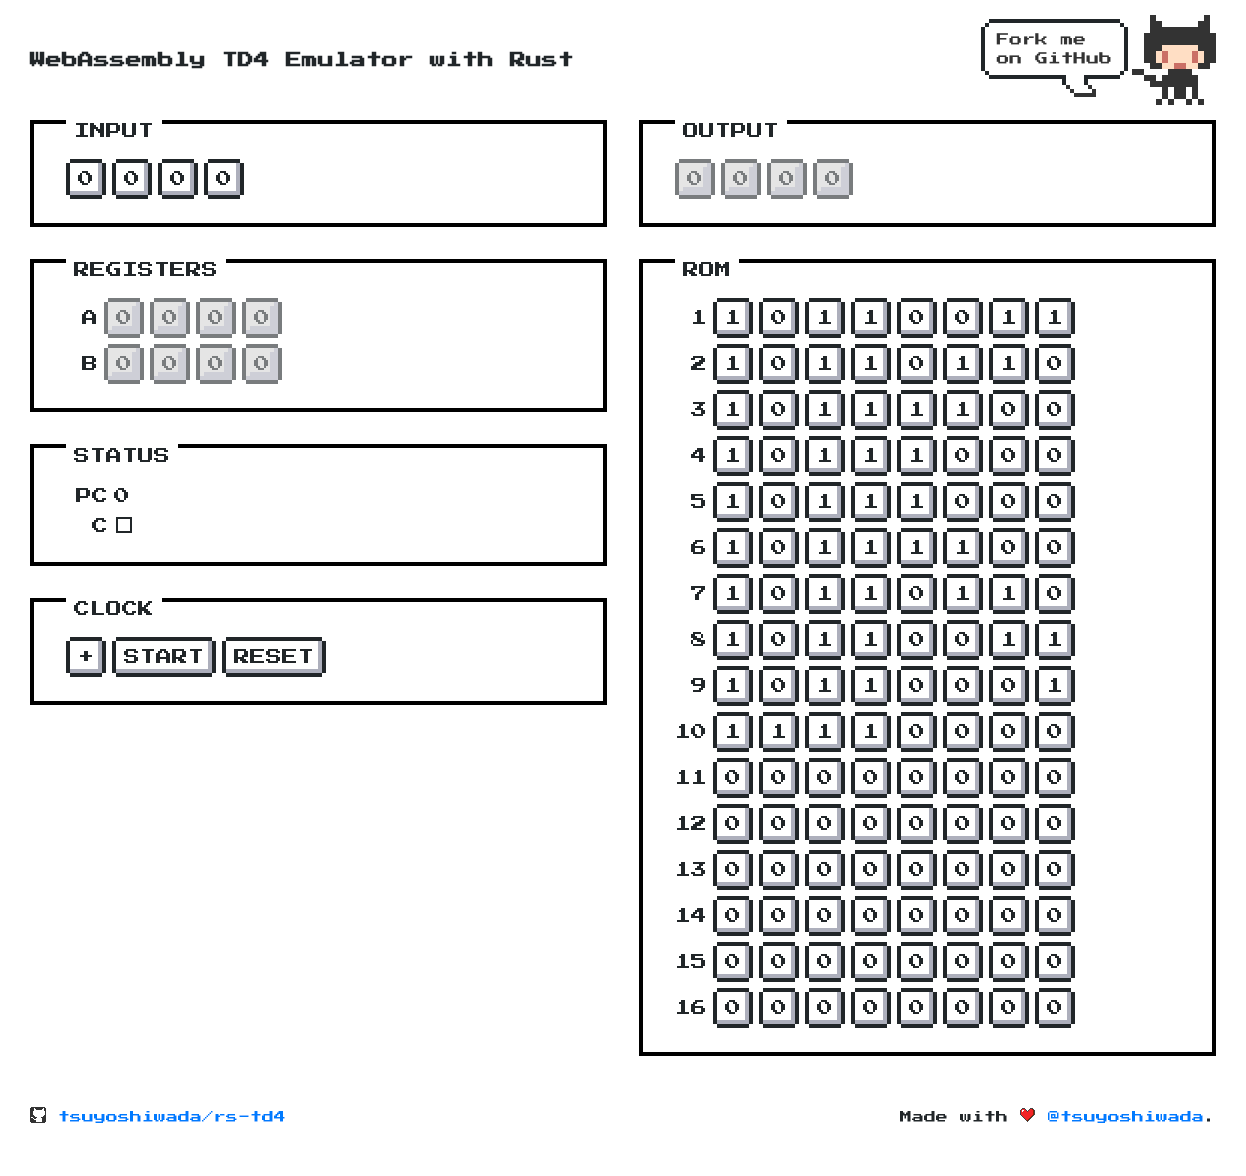 WebAssembly TD4 Emulator with Rust
Fork me
on GitHub
INPUT
0 0 0 0
OUTPUT
0 0 0 0
REGISTERS
A 0 0 0 0
B 0 0 0 0
STATUS
PC 0
C
CLOCK
+ START RESET
ROM
1 1 0 1 1 0 0 1 1
2 1 0 1 1 0 1 1 0
3 1 0 1 1 1 1 0 0
4 1 0 1 1 1 0 0 0
5 1 0 1 1 1 0 0 0
6 1 0 1 1 1 1 0 0
7 1 0 1 1 0 1 1 0
8 1 0 1 1 0 0 1 1
9 1 0 1 1 0 0 0 1
10 1 1 1 1 0 0 0 0
11 0 0 0 0 0 0 0 0
12 0 0 0 0 0 0 0 0
13 0 0 0 0 0 0 0 0
14 0 0 0 0 0 0 0 0
15 0 0 0 0 0 0 0 0
16 0 0 0 0 0 0 0 0
tsuyoshiwada/rs-td4
Made with ❤ @tsuyoshiwada.